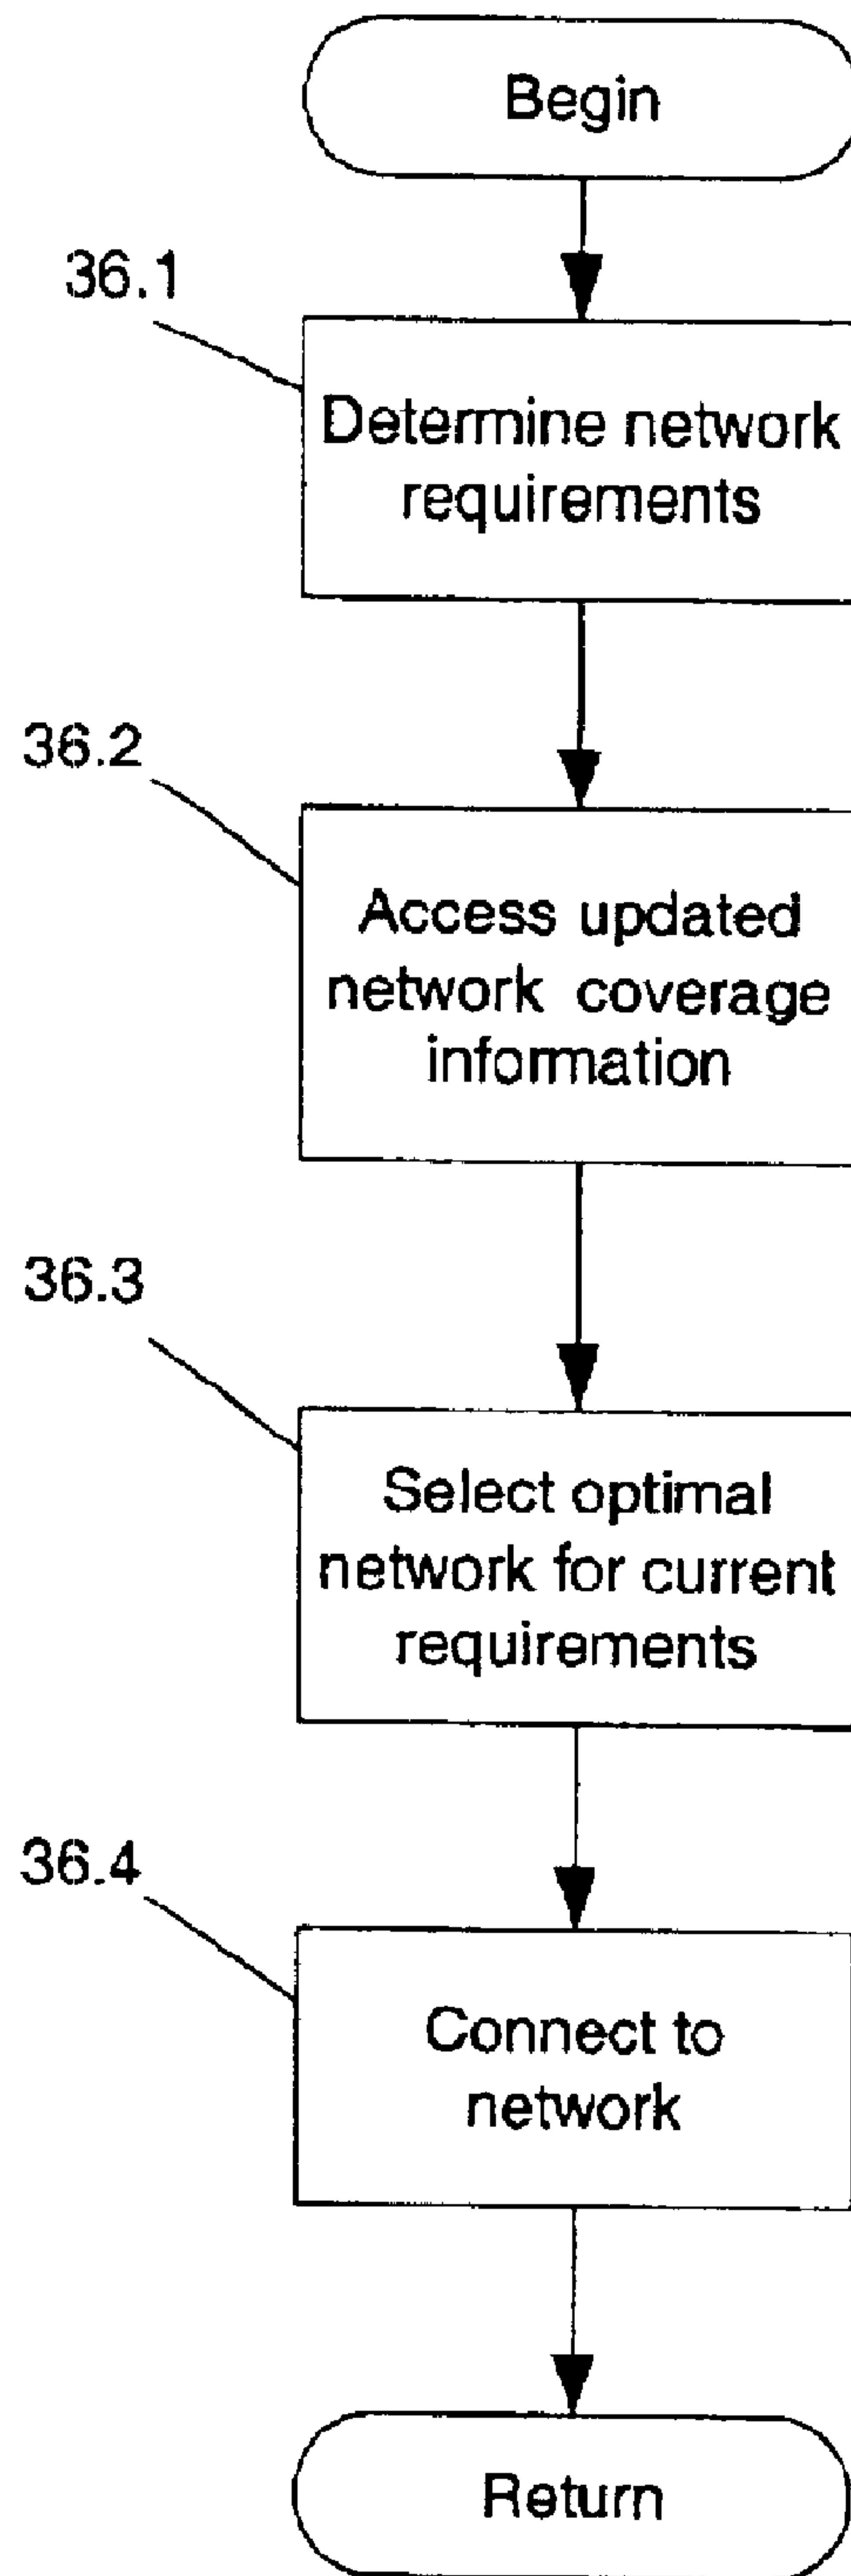 Begin
36.1
Determine network
requirements
36.2
Access updated
network coverage
information
36.3
Select optimal
network for current
requirements
36.4
Connect to
network
Return